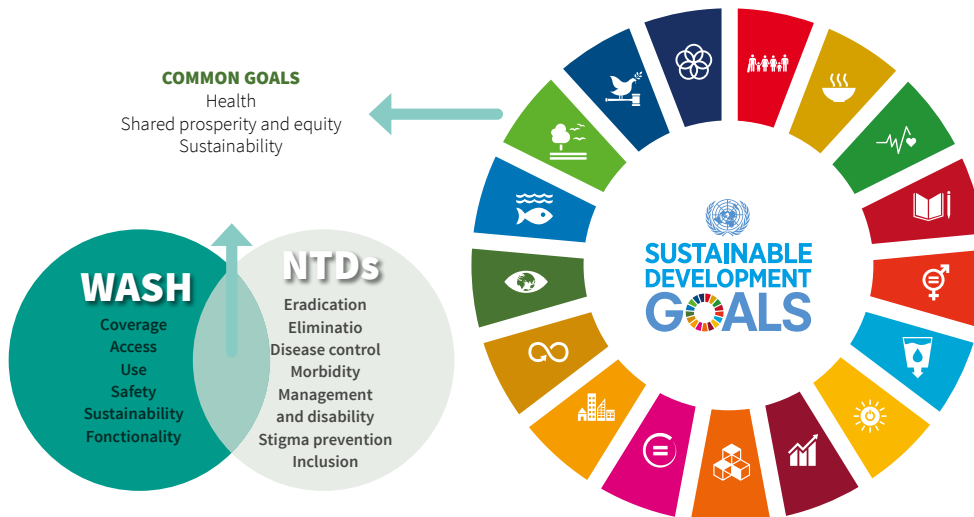 COMMON GOALS
Health
Shared prosperity and equity
Sustainability
WASH
Coverage
Access
Use
Safety
Sustainability
Fonctionality
NTDs
Eradication
Eliminatio
Disease control
Morbidity
Management
and disability
Stigma prevention
Inclusion
SUSTAINABLE
DEVELOPMENT
GOALS